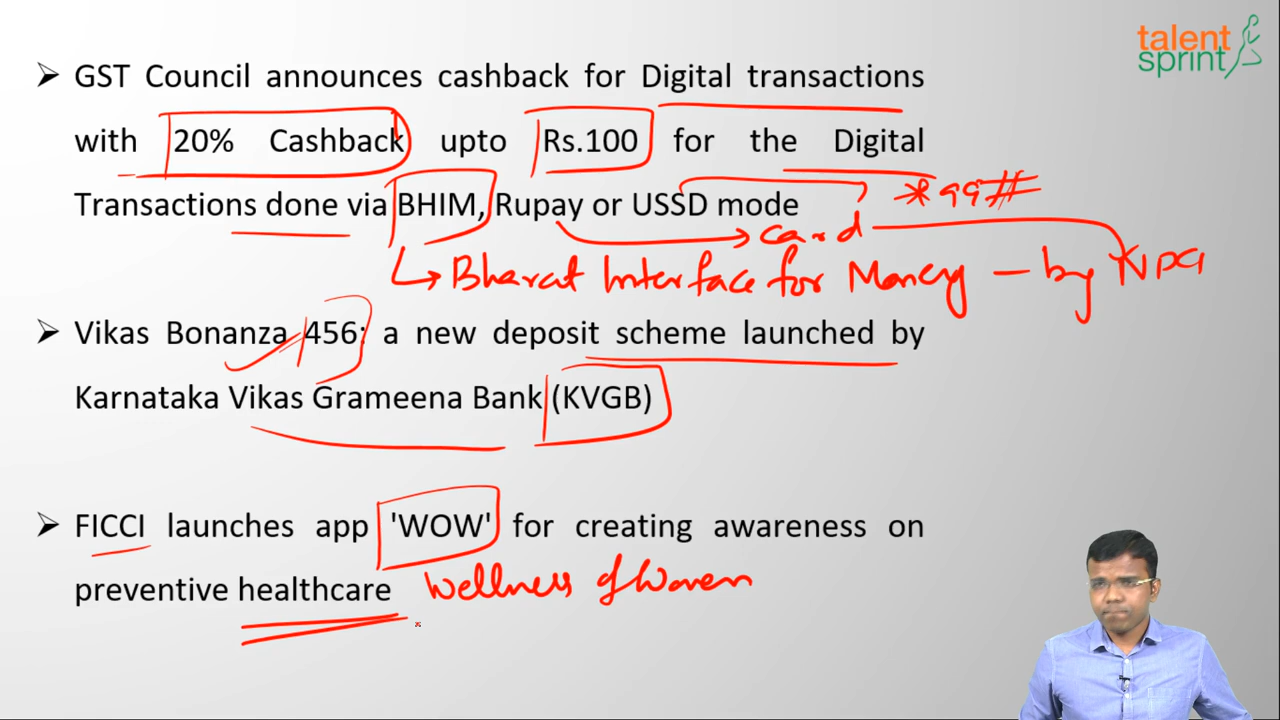 talent
sprint
➢ GST Council announces cashback for Digital transactions
with 20% Cashback upto Rs.100 for the Digital
Transactions done via BHIM, Rupay or USSD mode
*99#
card
Bharat Interface for Money – by NPCI
➢ Vikas Bonanza 456: a new deposit scheme launched by
Karnataka Vikas Grameena Bank (KVGB)
➢ FICCI launches app 'WOW' for creating awareness on
preventive healthcare
Wellness of Women